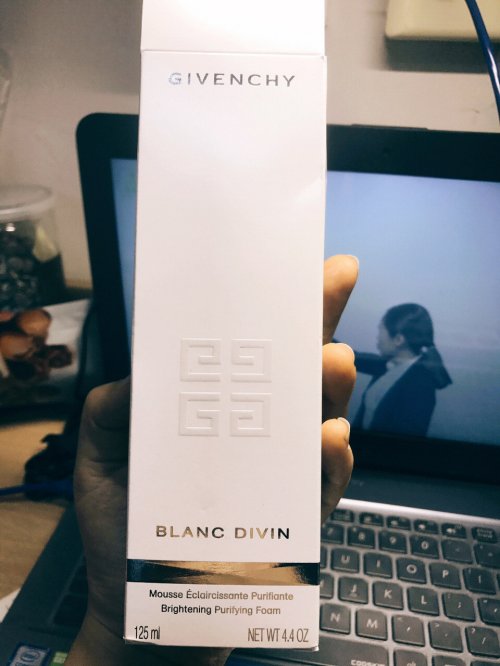 GIVENCHY
BLANC DIVIN
Mousse Éclaircissante Purifiante
Brightening Purifying Foam
125 ml NET WT 4.4 OZ